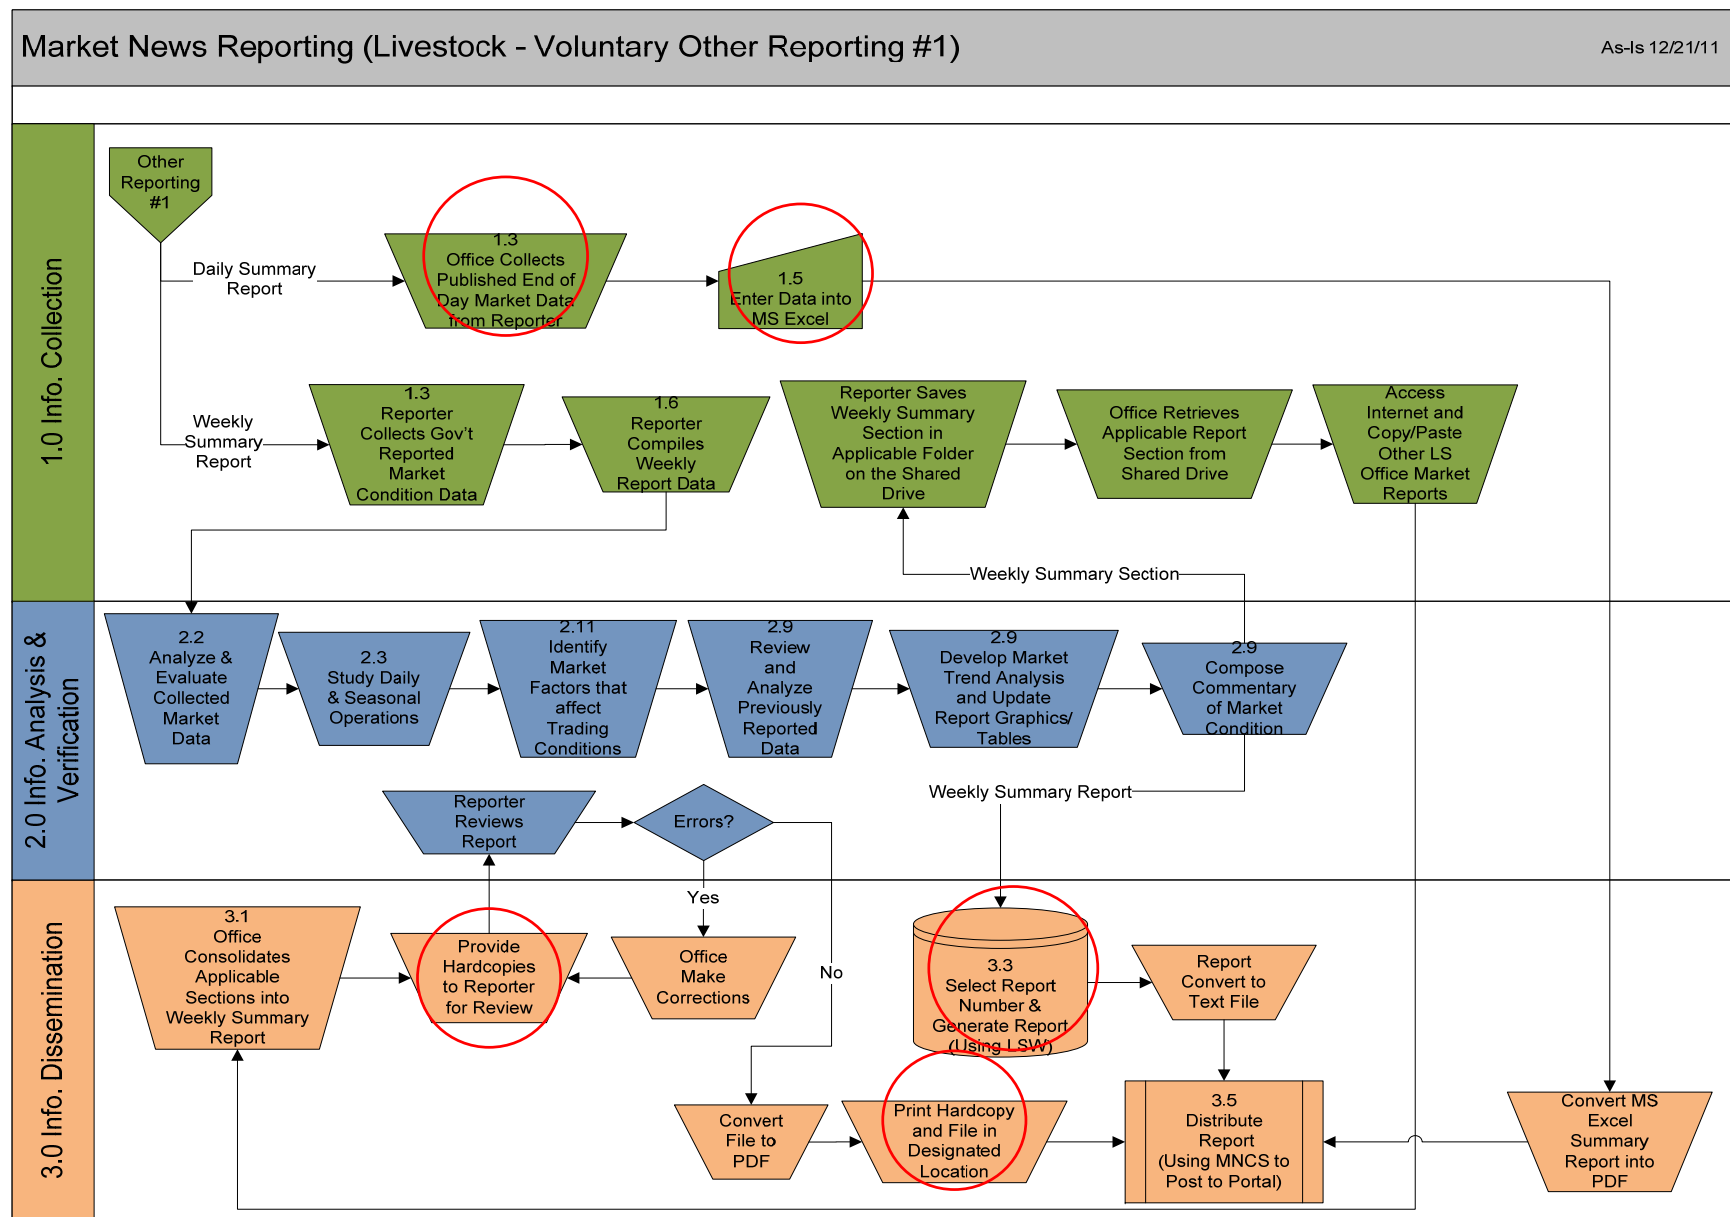 Market News Reporting (Livestock - Voluntary Other Reporting #1)
As-Is 12/21/11
1.0 Info. Collection
Other
Reporting
#1
Daily Summary
Report
1.3
Office Collects
Published End of
Day Market Data
from Reporter
1.5
Enter Data into
MS Excel
Weekly
Summary
Report
1.3
Reporter
Collects Gov't
Reported
Market
Condition Data
1.6
Reporter
Compiles
Weekly
Report Data
Reporter Saves
Weekly Summary
Section in
Applicable Folder
on the Shared
Drive
Office Retrieves
Applicable Report
Section from
Shared Drive
Access
Internet and
Copy/Paste
Other LS
Office Market
Reports
Weekly Summary Section
2.0 Info. Analysis &
Verification
2.2
Analyze &
Evaluate
Collected
Market
Data
2.3
Study Daily
& Seasonal
Operations
2.11
Identify
Market
Factors that
affect
Trading
Conditions
2.9
Review
and
Analyze
Previously
Reported
Data
2.9
Develop Market
Trend Analysis
and Update
Report Graphics/
Tables
2.9
Compose
Commentary
of Market
Condition
Weekly Summary Report
Reporter
Reviews
Report
Errors?
Yes
No
3.0 Info. Dissemination
3.1
Office
Consolidates
Applicable
Sections into
Weekly Summary
Report
Provide
Hardcopies
to Reporter
for Review
Office
Make
Corrections
3.3
Select Report
Number &
Generate Report
(Using LSW)
Report
Convert to
Text File
Convert
File to
PDF
Print Hardcopy
and File in
Designated
Location
3.5
Distribute
Report
(Using MNCS to
Post to Portal)
Convert MS
Excel
Summary
Report into
PDF